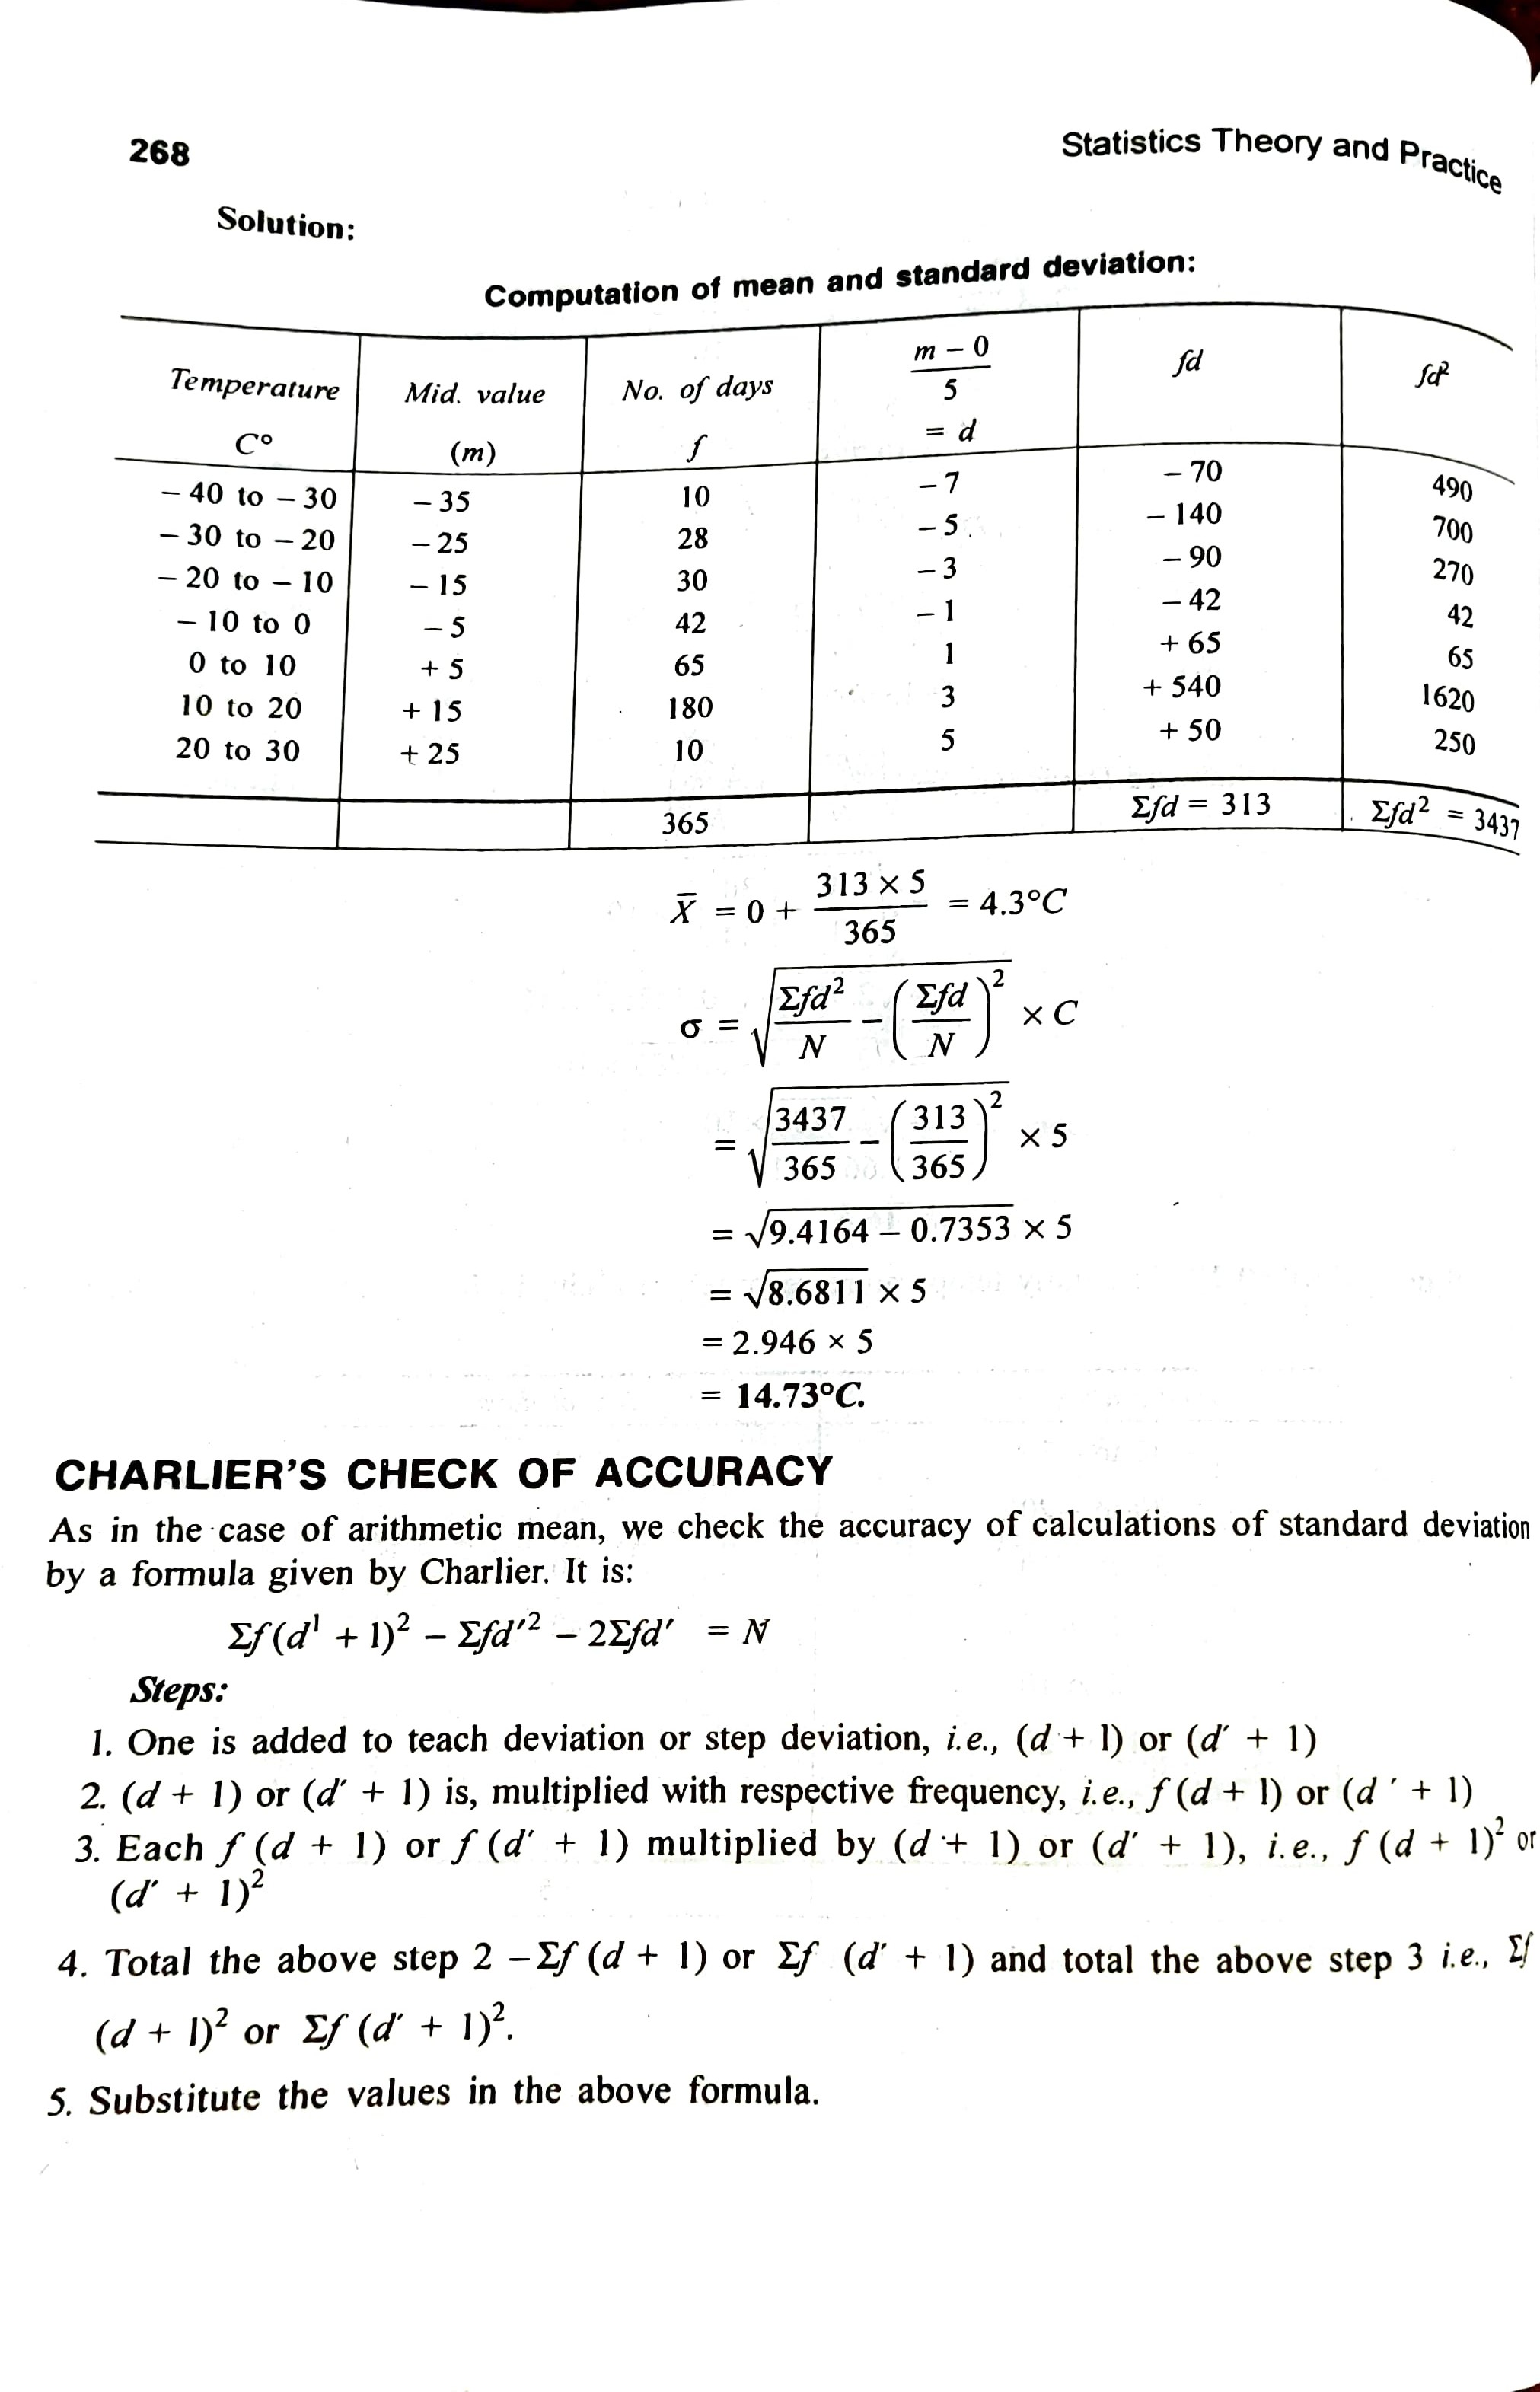 268
Statistics Theory and Practice
Solution:
Computation of mean and standard deviation:
Temperature C° | Mid. value (m) | No. of days f | m – 0 / 5 = d | fd | fd²
– 40 to – 30 | – 35 | 10 | – 7 | – 70 | 490
– 30 to – 20 | – 25 | 28 | – 5 | – 140 | 700
– 20 to – 10 | – 15 | 30 | – 3 | – 90 | 270
– 10 to 0 | – 5 | 42 | – 1 | – 42 | 42
0 to 10 | + 5 | 65 | 1 | + 65 | 65
10 to 20 | + 15 | 180 | 3 | + 540 | 1620
20 to 30 | + 25 | 10 | 5 | + 50 | 250
365 | Σfd = 313 | Σfd² = 3437
X̄ = 0 + (313 × 5)/365 = 4.3°C
σ = √(Σfd²/N – (Σfd/N)²) × C
= √(3437/365 – (313/365)²) × 5
= √(9.4164 – 0.7353) × 5
= √8.6811 × 5
= 2.946 × 5
= 14.73°C.
CHARLIER'S CHECK OF ACCURACY
As in the case of arithmetic mean, we check the accuracy of calculations of standard deviation
by a formula given by Charlier. It is:
Σf(d¹ + 1)² – Σfd′² – 2Σfd′ = N
Steps:
1. One is added to teach deviation or step deviation, i.e., (d + 1) or (d′ + 1)
2. (d + 1) or (d′ + 1) is, multiplied with respective frequency, i.e., f (d + 1) or (d ′ + 1)
3. Each f (d + 1) or f (d′ + 1) multiplied by (d + 1) or (d′ + 1), i.e., f (d + 1)² or
(d′ + 1)²
4. Total the above step 2 – Σf (d + 1) or Σf (d′ + 1) and total the above step 3 i.e., Σf
(d + 1)² or Σf (d′ + 1)².
5. Substitute the values in the above formula.